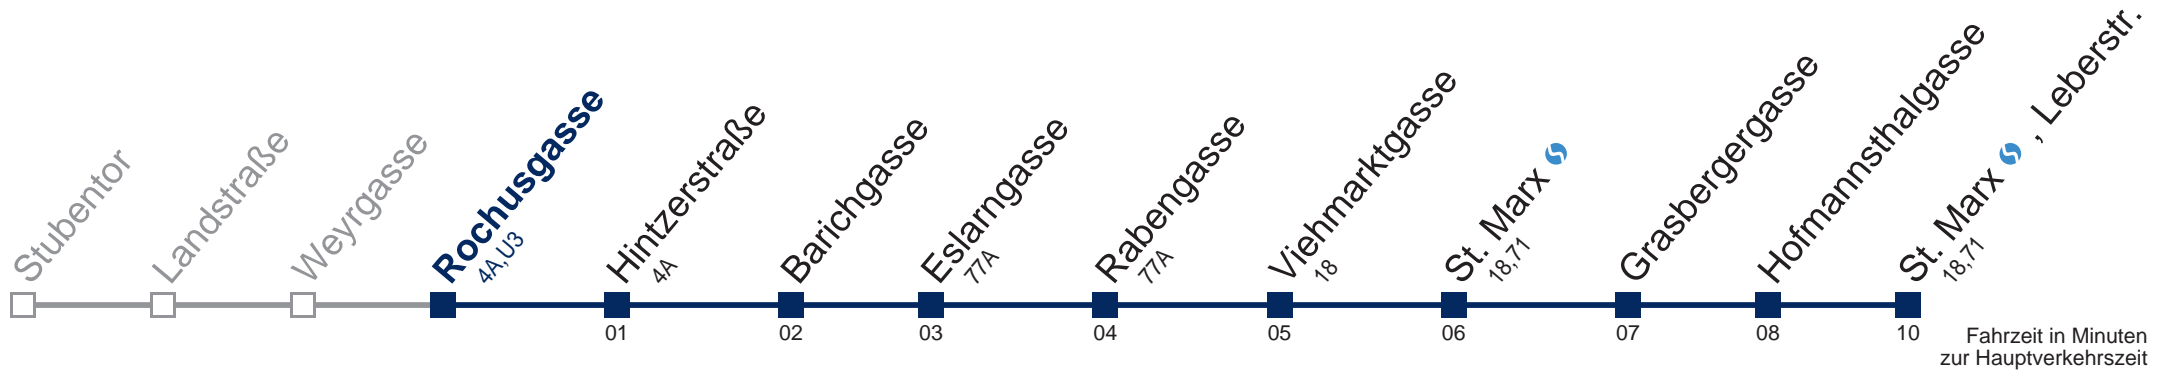 Stubentor
Landstraße
Weyrgasse
Rochusgasse
4A,U3
Hintzerstraße
4A
Barichgasse
Eslarngasse
77A
Rabengasse
77A
Viehmarktgasse
18
St. Marx
18,71
Grasbergergasse
Hofmannsthalgasse
St. Marx , Leberstr.
18,71
01 02 03 04 05 06 07 08 10
Fahrzeit in Minuten
zur Hauptverkehrszeit